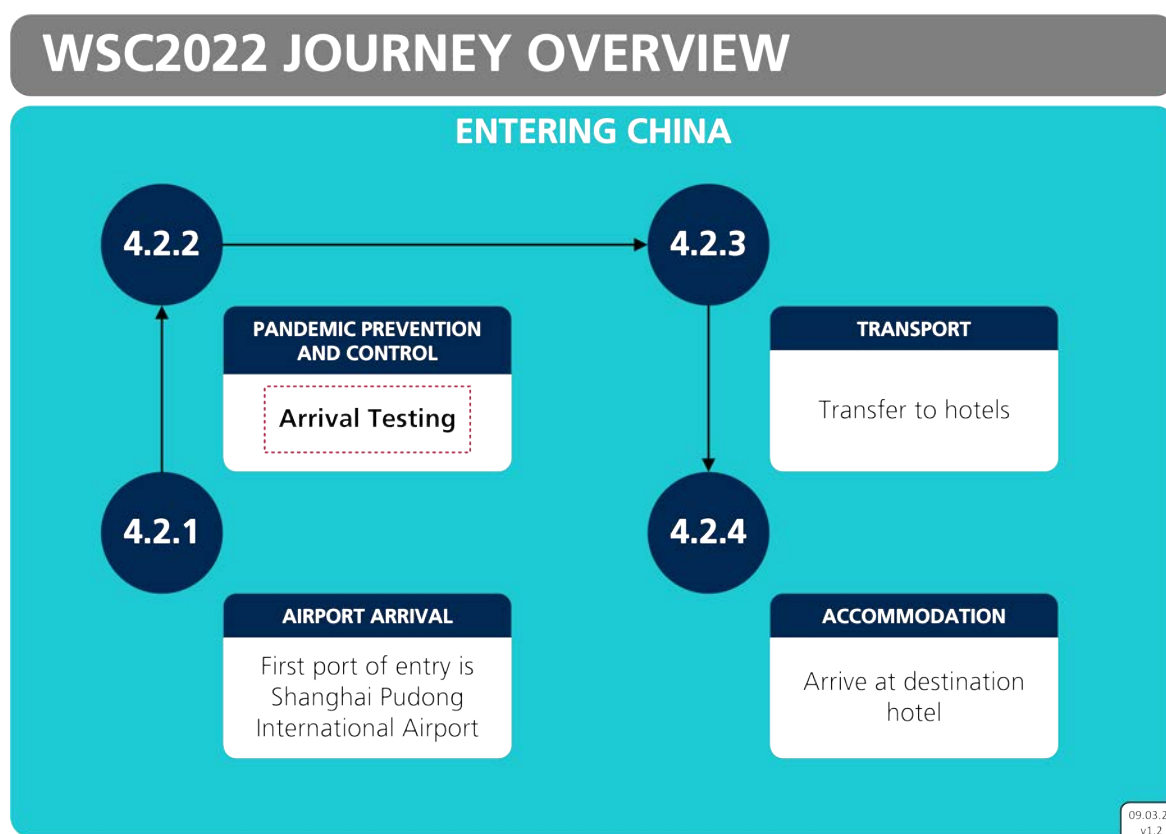 WSC2022 JOURNEY OVERVIEW
ENTERING CHINA
4.2.2
4.2.3
PANDEMIC PREVENTION
AND CONTROL
Arrival Testing
TRANSPORT
Transfer to hotels
4.2.1
4.2.4
AIRPORT ARRIVAL
First port of entry is
Shanghai Pudong
International Airport
ACCOMMODATION
Arrive at destination
hotel
v1.2